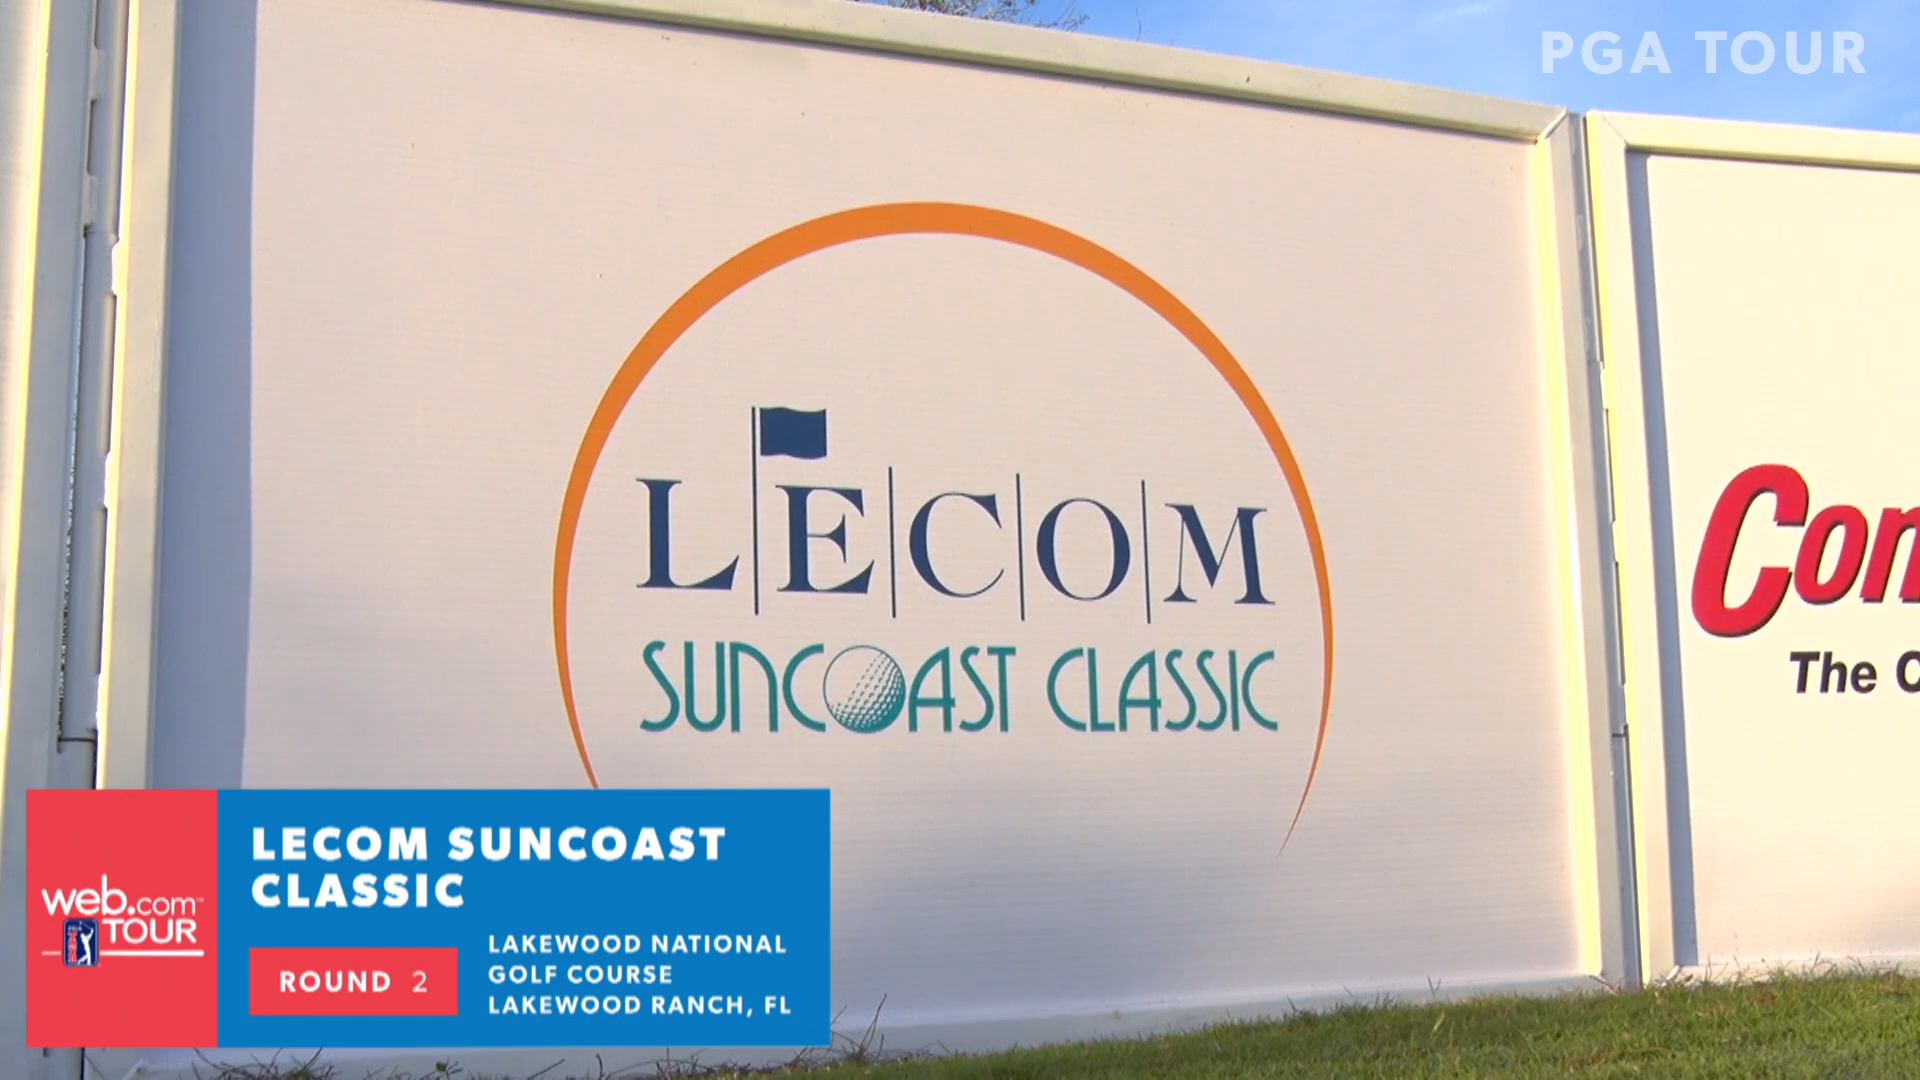 PGA TOUR
LECOM
SUNCOAST CLASSIC
The
LECOM SUNCOAST
CLASSIC
web.com™
TOUR
ROUND 2
LAKEWOOD NATIONAL
GOLF COURSE
LAKEWOOD RANCH, FL